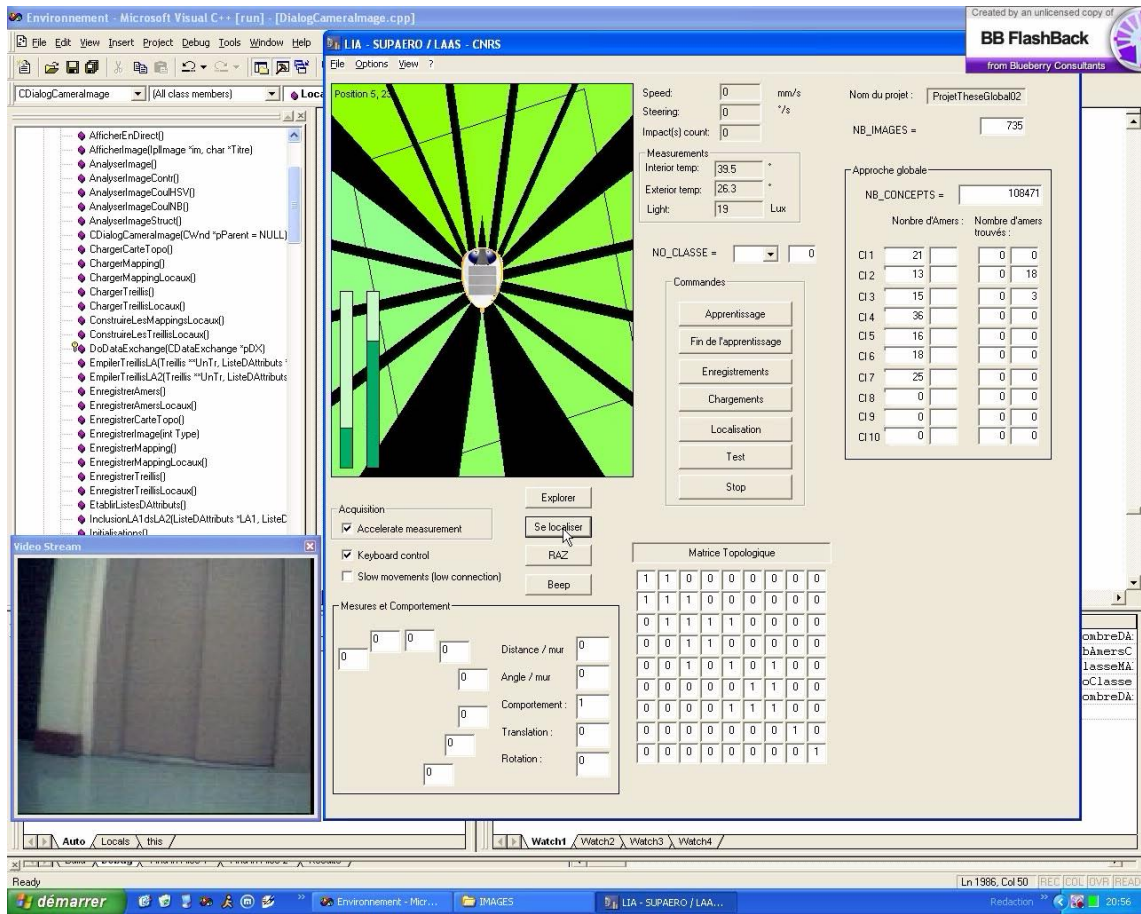 Environnement - Microsoft Visual C++ [run] - [DialogCameraImage.cpp]
Created by an unlicensed copy of
BB FlashBack
from Blueberry Consultants
File Edit View Insert Project Debug Tools Window Help
CDialogCameraImage
(All class members)
Loca
AfficherEnDirect()
AfficherImage(IplImage *im, char *Titre)
AnalyserImage()
AnalyserImageContr()
AnalyserImageCoulHSV()
AnalyserImageCoulNB()
AnalyserImageStruct()
CDialogCameraImage(CWnd *pParent = NULL)
ChargerCarteTopo()
ChargerMapping()
ChargerMappingLocaux()
ChargerTreillis()
ChargerTreillisLocaux()
ConstruireLesMappingsLocaux()
ConstruireLesTreillisLocaux()
DoDataExchange(CDataExchange *pDX)
EmpilerTreillisLA(Treillis **UnTr, ListeDAttributs *
EmpilerTreillisLA2(Treillis **UnTr, ListeDAttributs
EnregistrerAmers()
EnregistrerAmersLocaux()
EnregistrerCarteTopo()
EnregistrerImage(int Type)
EnregistrerMapping()
EnregistrerMappingLocaux()
EnregistrerTreillis()
EnregistrerTreillisLocaux()
EtablirListesDAttributs()
InclusionLA1dsLA2(ListeDAttributs *LA1, ListeD
Initialisations()
LIA - SUPAERO / LAAS - CNRS
File Options View ?
Position 5, 23
Speed: 0 mm/s
Steering: 0 °/s
Impact(s) count: 0
Measurements
Interior temp: 39.5 °
Exterior temp: 26.3 °
Light: 19 Lux
NO_CLASSE = 0
Commandes
Apprentissage
Fin de l'apprentissage
Enregistrements
Chargements
Localisation
Test
Stop
Nom du projet : ProjetTheseGlobal02
NB_IMAGES = 735
Approche globale
NB_CONCEPTS = 108471
Nonbre d'Amers : Nombre d'amers
trouvés :
Cl 1 21 0 0
Cl 2 13 0 18
Cl 3 15 0 3
Cl 4 36 0 0
Cl 5 16 0 0
Cl 6 18 0 0
Cl 7 25 0 0
Cl 8 0 0 0
Cl 9 0 0 0
Cl 10 0 0 0
Acquisition
Accelerate measurement
Keyboard control
Slow movements (low connection)
Explorer
Se localiser
RAZ
Beep
Mesures et Comportement
0 0 0 0
0
0
0
0
Distance / mur 0
Angle / mur 0
Comportement : 1
Translation : 0
Rotation : 0
Matrice Topologique
1 1 0 0 0 0 0 0 0
1 1 1 0 0 0 0 0 0
0 1 1 1 1 0 0 0 0
0 0 1 1 0 0 0 0 0
0 0 1 0 1 0 1 0 0
0 0 0 0 0 1 1 0 0
0 0 0 0 1 1 1 0 0
0 0 0 0 0 0 0 1 0
0 0 0 0 0 0 0 0 1
Video Stream
ombreDA
bAmersC
lasseMA
oClasse
ombreDA
Auto Locals this
Watch1 Watch2 Watch3 Watch4
Ready
Ln 1986, Col 50 REC COL OVR READ
démarrer
Environnement - Micr...
IMAGES
LIA - SUPAERO / LAA...
Redaction
20:56